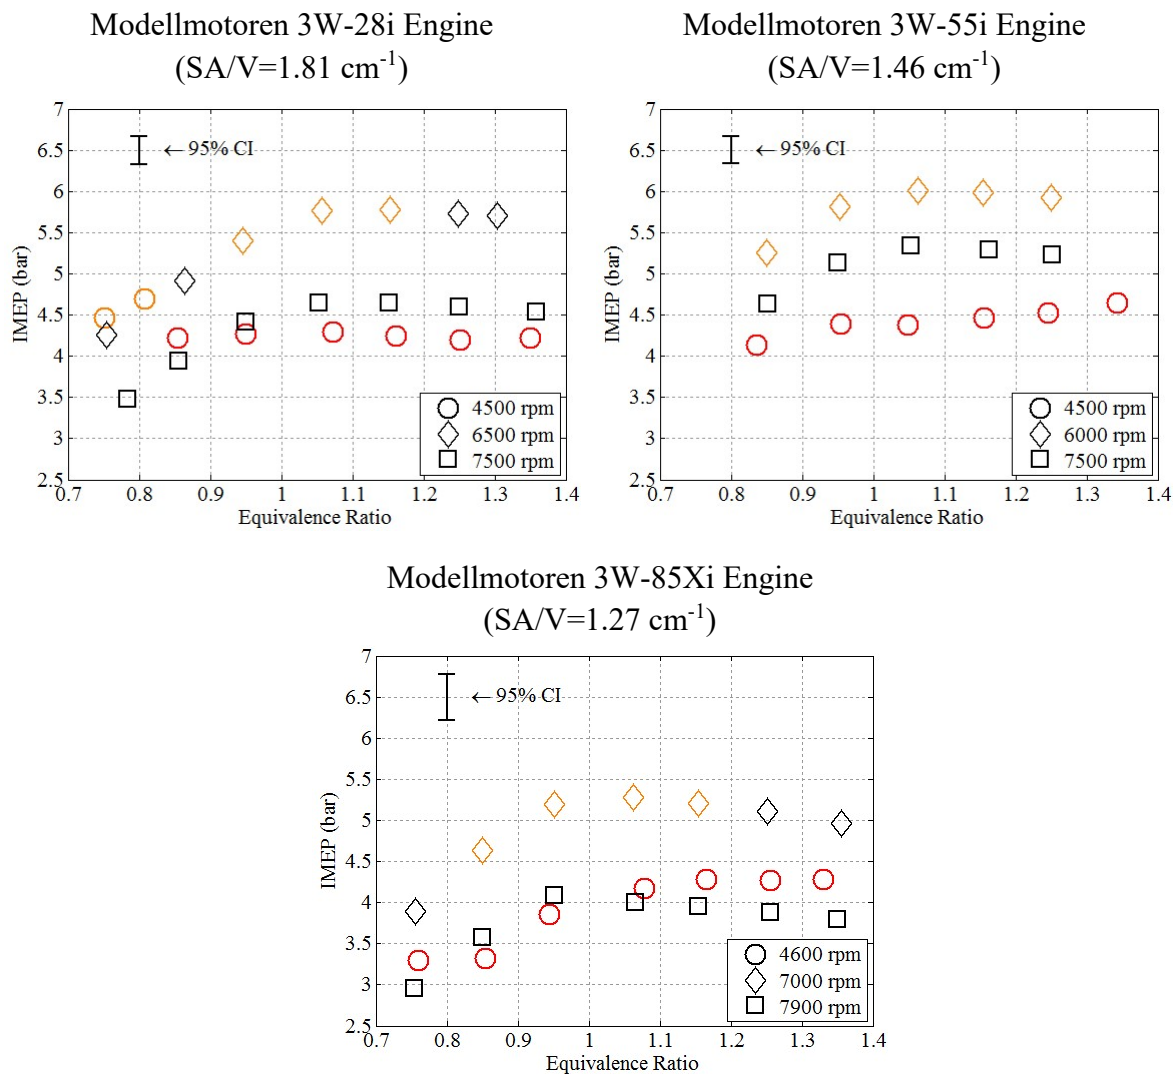 Modellmotoren 3W-28i Engine
(SA/V=1.81 cm-1)
7
6.5
6
5.5
5
4.5
4
3.5
3
2.5
IMEP (bar)
← 95% CI
4500 rpm
6500 rpm
7500 rpm
0.7 0.8 0.9 1 1.1 1.2 1.3 1.4
Equivalence Ratio
Modellmotoren 3W-55i Engine
(SA/V=1.46 cm-1)
7
6.5
6
5.5
5
4.5
4
3.5
3
2.5
IMEP (bar)
← 95% CI
4500 rpm
6000 rpm
7500 rpm
0.7 0.8 0.9 1 1.1 1.2 1.3 1.4
Equivalence Ratio
Modellmotoren 3W-85Xi Engine
(SA/V=1.27 cm-1)
7
6.5
6
5.5
5
4.5
4
3.5
3
2.5
IMEP (bar)
← 95% CI
4600 rpm
7000 rpm
7900 rpm
0.7 0.8 0.9 1 1.1 1.2 1.3 1.4
Equivalence Ratio